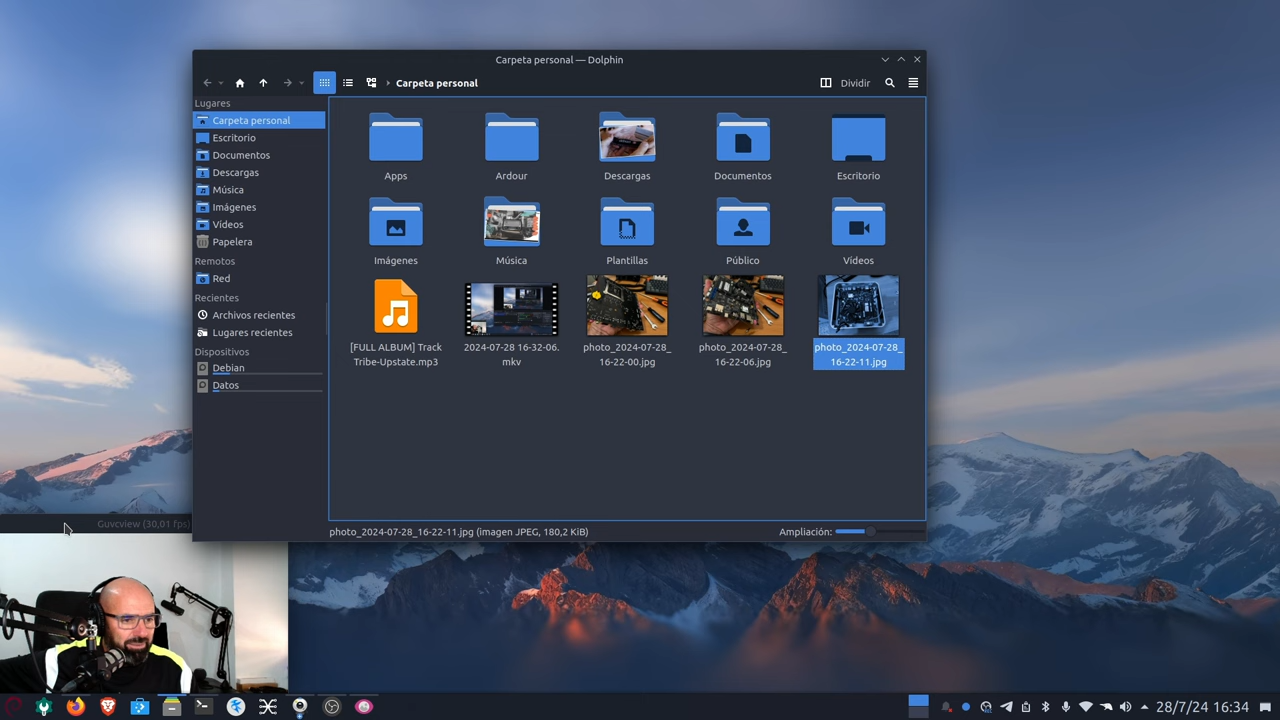 Carpeta personal — Dolphin
Carpeta personal
Dividir
Lugares
Carpeta personal
Escritorio
Documentos
Descargas
Música
Imágenes
Vídeos
Papelera
Remotos
Red
Recientes
Archivos recientes
Lugares recientes
Dispositivos
Debian
Datos
Apps
Ardour
Descargas
Documentos
Escritorio
Imágenes
Música
Plantillas
Público
Vídeos
[FULL ALBUM] Track
Tribe-Upstate.mp3
2024-07-28 16-32-06.
mkv
photo_2024-07-28_
16-22-00.jpg
photo_2024-07-28_
16-22-06.jpg
photo_2024-07-28_
16-22-11.jpg
photo_2024-07-28_16-22-11.jpg (imagen JPEG, 180,2 KiB)
Ampliación:
Guvcview (30,01 fps)
28/7/24 16:34